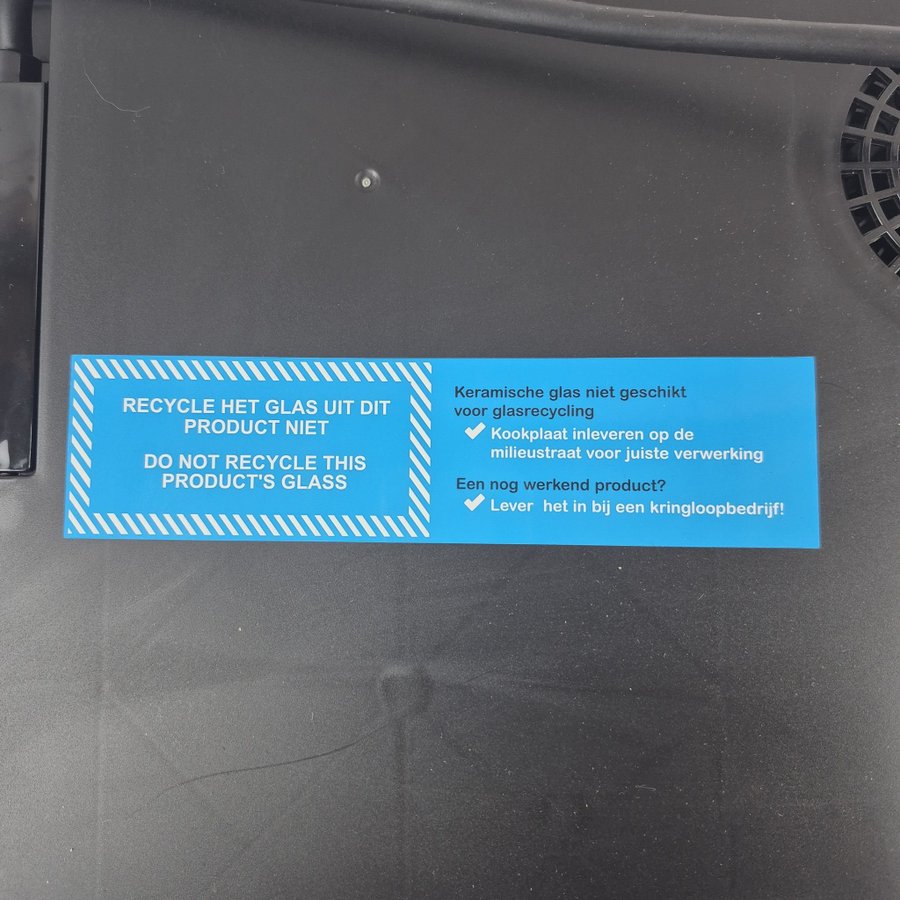 RECYCLE HET GLAS UIT DIT
PRODUCT NIET
DO NOT RECYCLE THIS
PRODUCT'S GLASS
Keramische glas niet geschikt
voor glasrecycling
Kookplaat inleveren op de
milieustraat voor juiste verwerking
Een nog werkend product?
Lever het in bij een kringloopbedrijf!